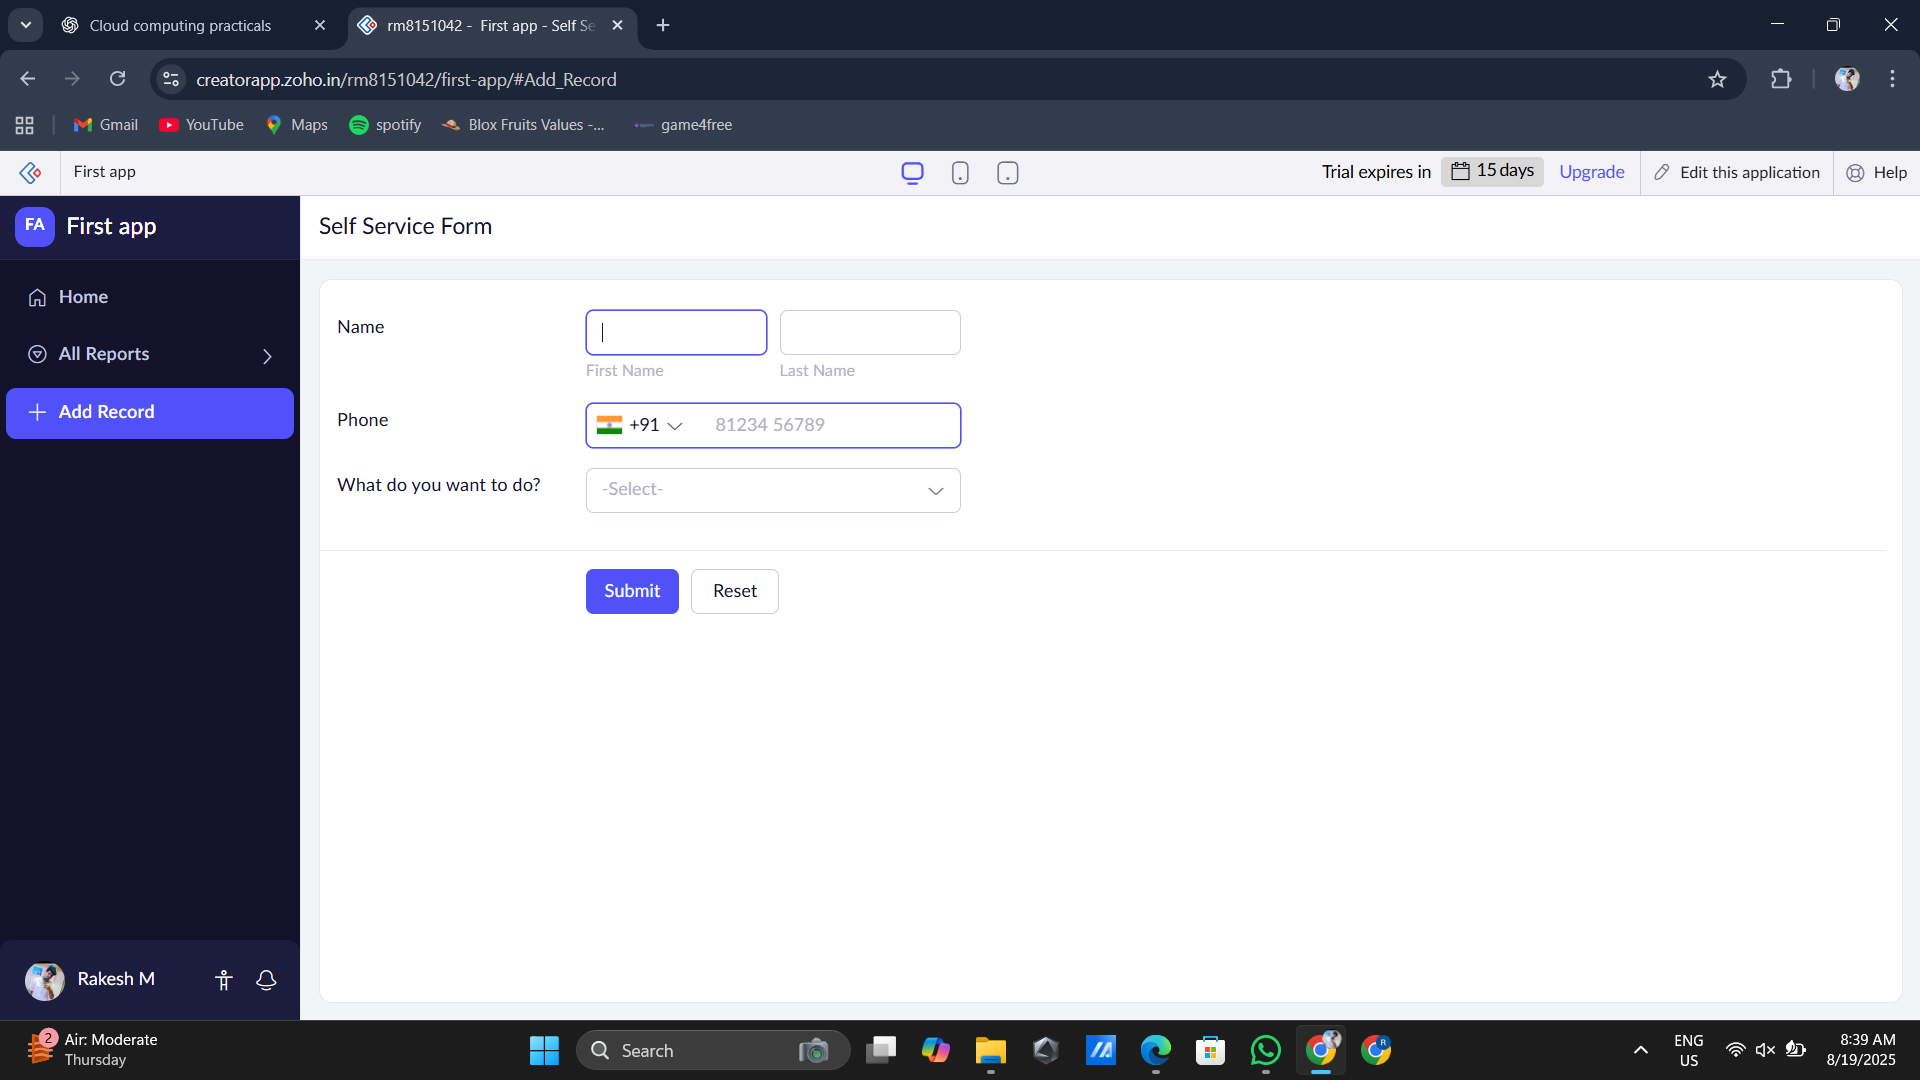 Cloud computing practicals
rm8151042 - First app - Self Se
creatorapp.zoho.in/rm8151042/first-app/#Add_Record
Gmail
YouTube
Maps
spotify
Blox Fruits Values -...
game4free
First app
Trial expires in
15 days
Upgrade
Edit this application
Help
FA
First app
Self Service Form
Home
All Reports
Add Record
Name
First Name
Last Name
Phone
+91
81234 56789
What do you want to do?
-Select-
Submit
Reset
Rakesh M
2
Air: Moderate
Thursday
Search
R
ENG
US
8:39 AM
8/19/2025